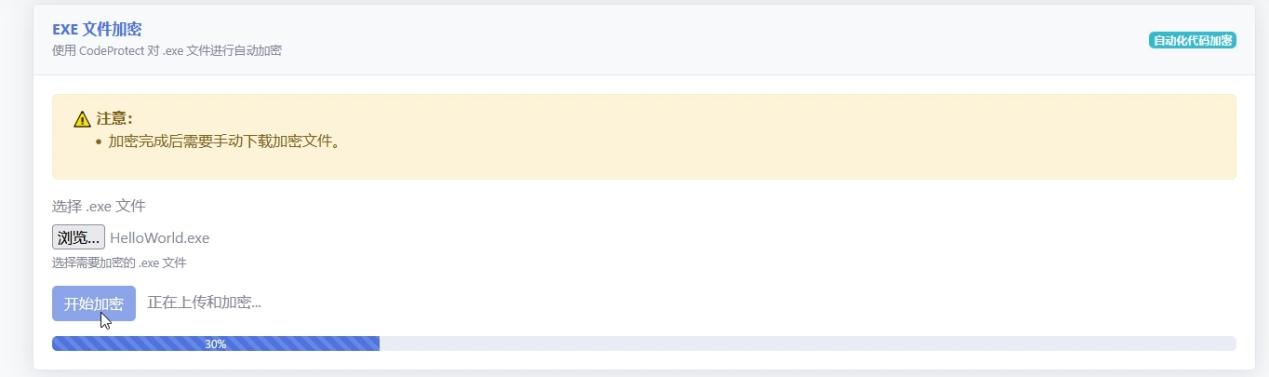 EXE 文件加密
使用 CodeProtect 对 .exe 文件进行自动加密
自动化代码加密
注意：
• 加密完成后需要手动下载加密文件。
选择 .exe 文件
浏览... HelloWorld.exe
选择需要加密的 .exe 文件
开始加密 正在上传和加密...
30%